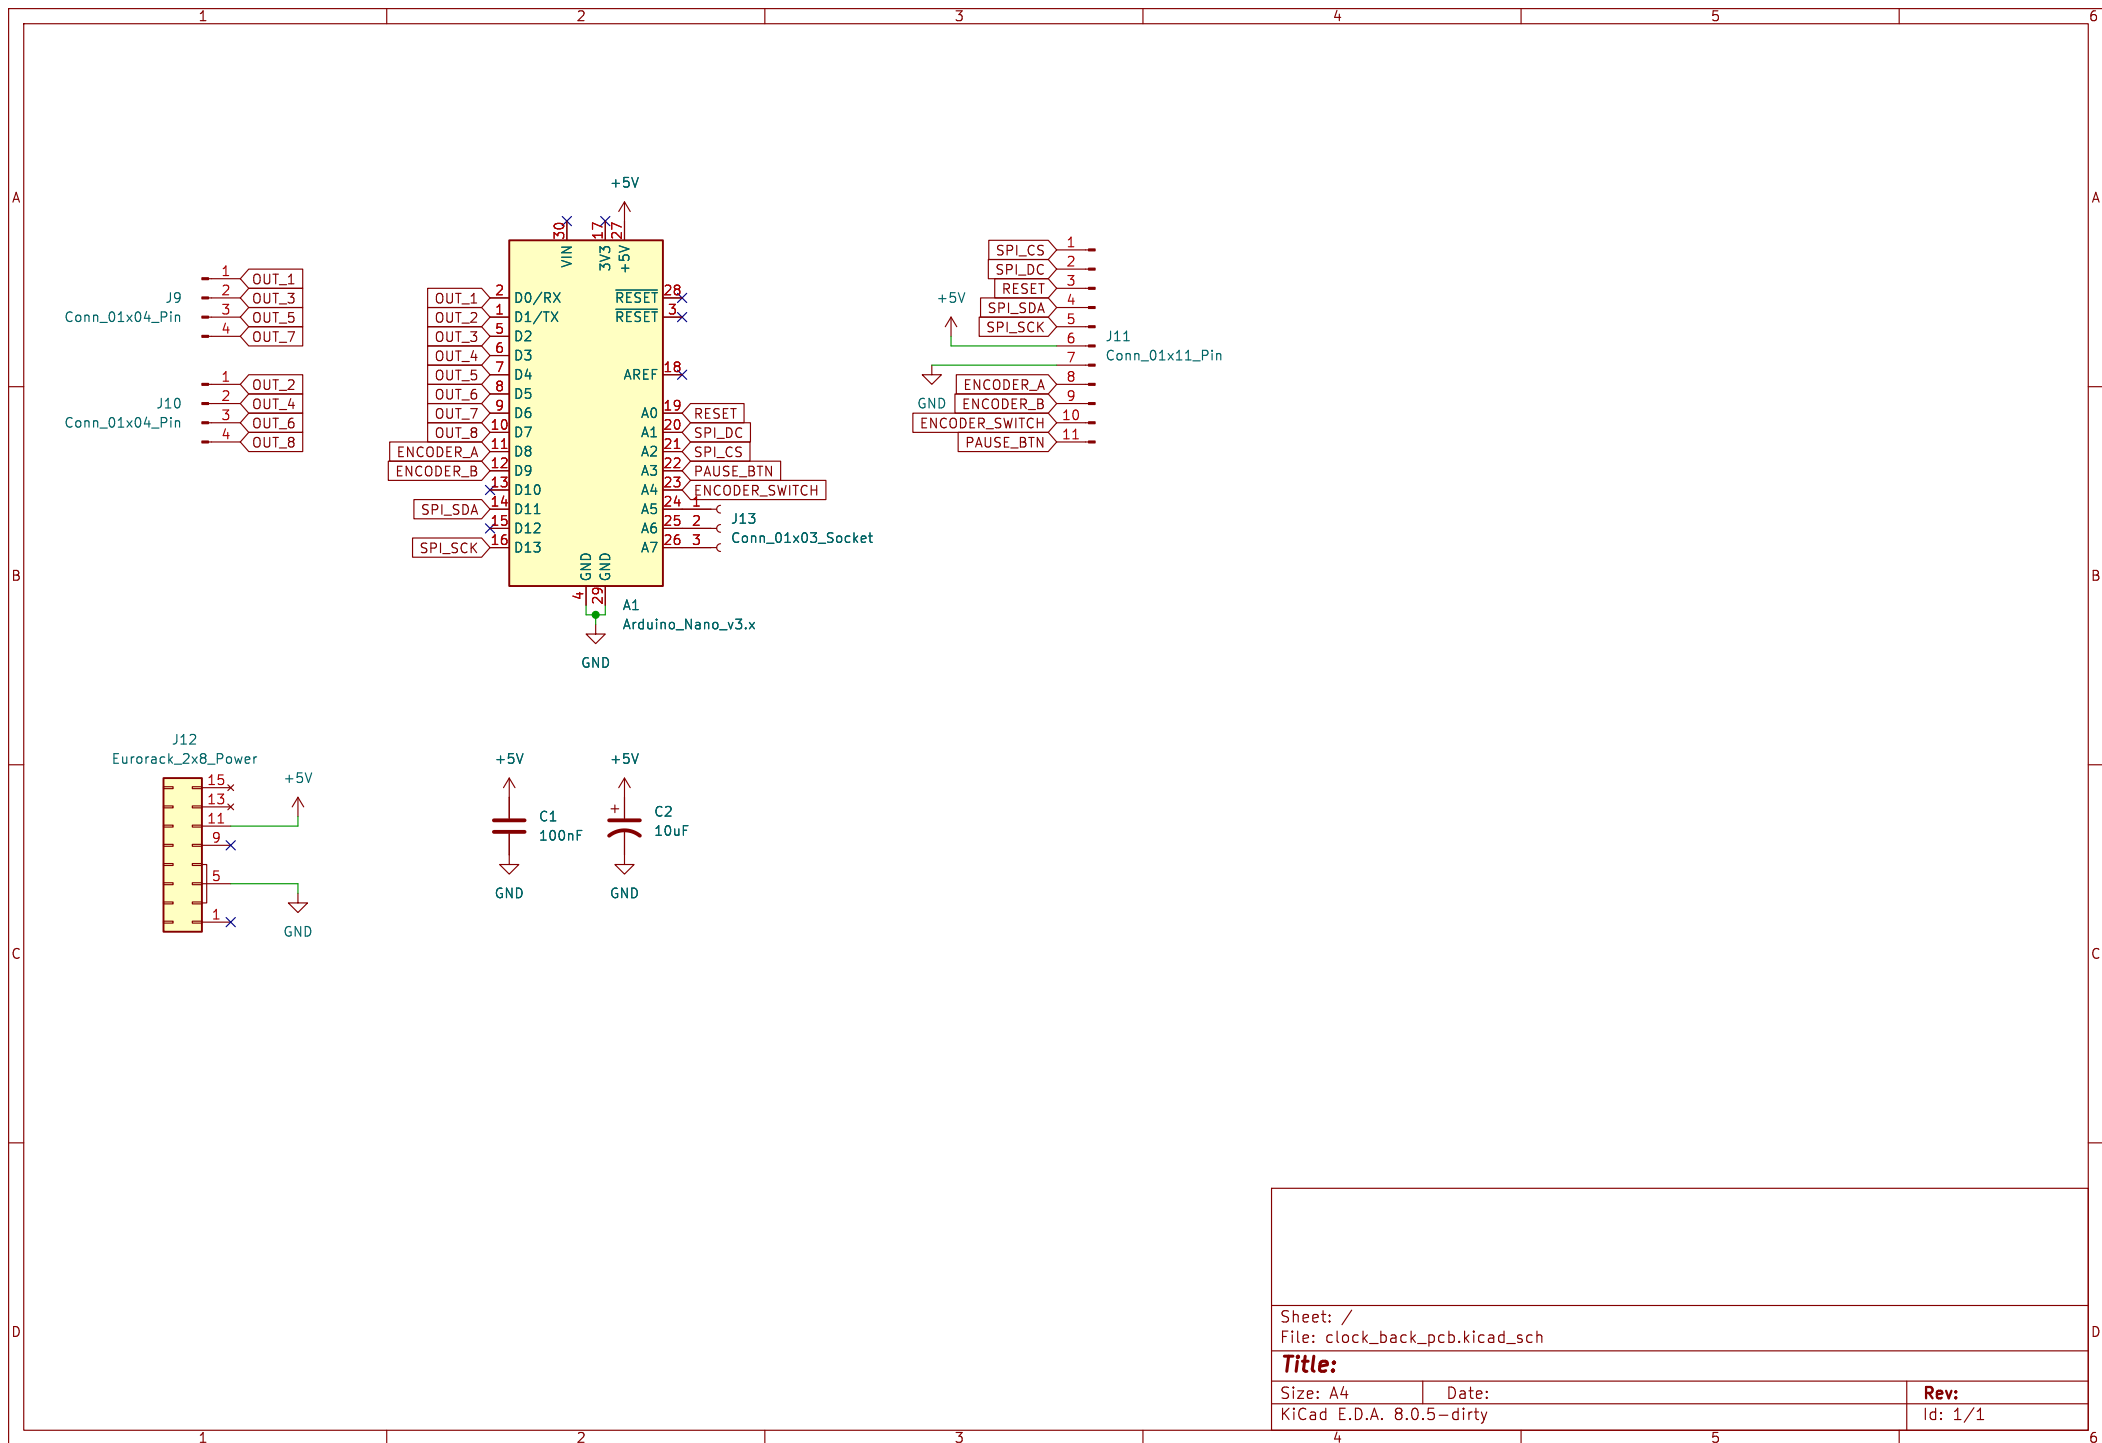 1 2 3 4 5 6
A A
B B
C C
D D
+5V
30 17 27
VIN 3V3 +5V
J9
Conn_01x04_Pin
1 OUT_1
2 OUT_3
3 OUT_5
4 OUT_7
J10
Conn_01x04_Pin
1 OUT_2
2 OUT_4
3 OUT_6
4 OUT_8
OUT_1 2 D0/RX
OUT_2 1 D1/TX
OUT_3 5 D2
OUT_4 6 D3
OUT_5 7 D4
OUT_6 8 D5
OUT_7 9 D6
OUT_8 10 D7
ENCODER_A 11 D8
ENCODER_B 12 D9
13 D10
SPI_SDA 14 D11
15 D12
SPI_SCK 16 D13
RESET 28
RESET 3
AREF 18
A0 19 RESET
A1 20 SPI_DC
A2 21 SPI_CS
A3 22 PAUSE_BTN
A4 23 ENCODER_SWITCH
A5 24 1
A6 25 2
A7 26 3
J13
Conn_01x03_Socket
GND GND
4 29
A1
Arduino_Nano_v3.x
GND
SPI_CS 1
SPI_DC 2
RESET 3
SPI_SDA 4
SPI_SCK 5
+5V
6
7
GND
ENCODER_A 8
ENCODER_B 9
ENCODER_SWITCH 10
PAUSE_BTN 11
J11
Conn_01x11_Pin
J12
Eurorack_2x8_Power
15
13
11
9
5
1
+5V
GND
+5V
C1
100nF
GND
+5V
+
C2
10uF
GND
Sheet: /
File: clock_back_pcb.kicad_sch
Title:
Size: A4 Date: Rev:
KiCad E.D.A. 8.0.5-dirty Id: 1/1
1 2 3 4 5 6